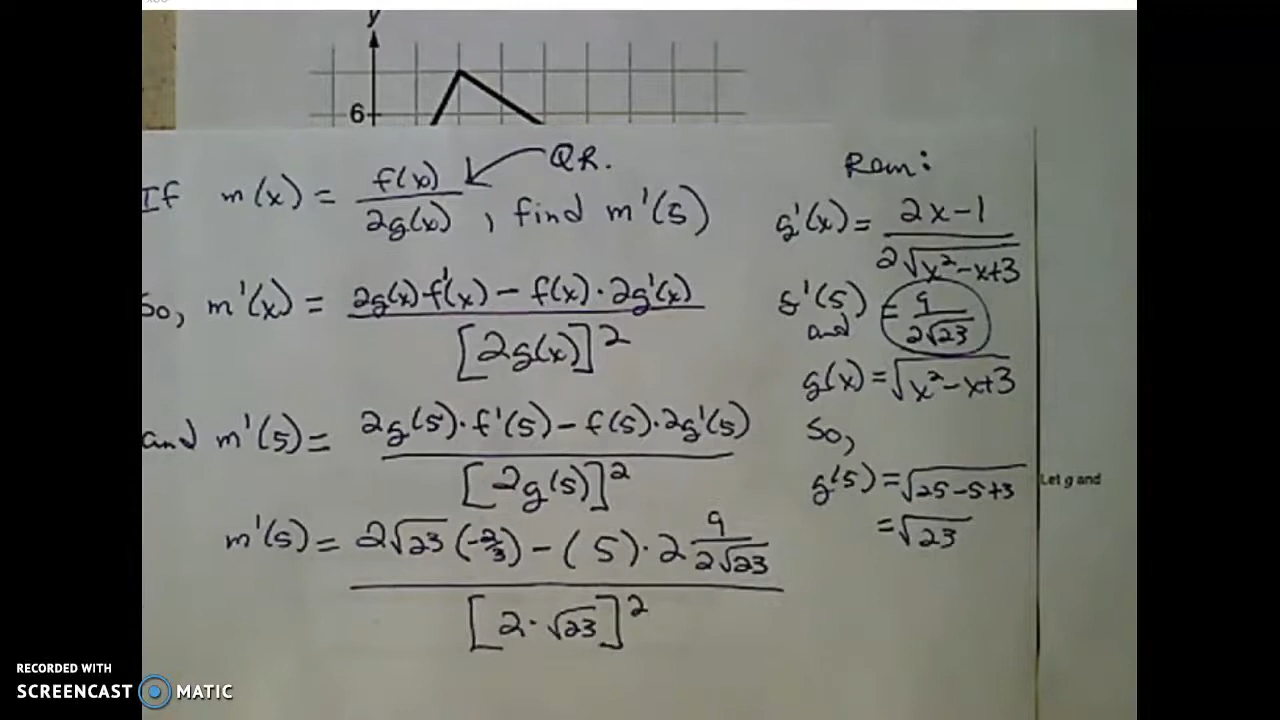 y
6
If m(x) = f(x) / 2g(x) , find m'(5)
QR.
So, m'(x) = 2g(x)·f'(x) − f(x)·2g'(x) / [2g(x)]²
and m'(5) = 2g(5)·f'(5) − f(5)·2g'(5) / [2g(5)]²
m'(5) = 2√23 (-2/3) − (5)·2 9/2√23 / [2·√23]²
Rem:
g'(x) = 2x−1 / 2√x²−x+3
g'(5) = 9 / 2√23
and
g(x) = √x²−x+3
So,
g(5) = √25−5+3
= √23
Let g and
RECORDED WITH
SCREENCAST MATIC